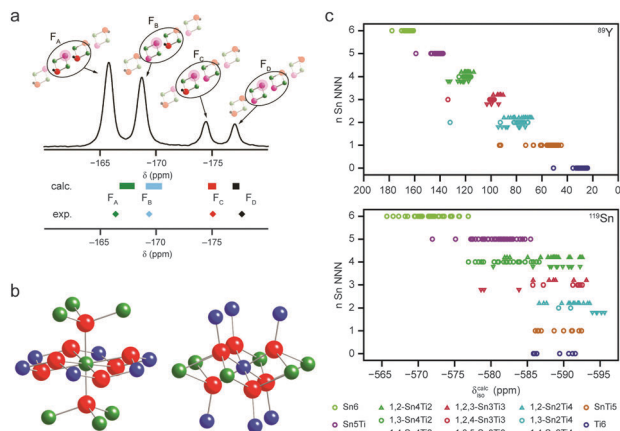 a
F_A
F_B
F_C
F_D
−165 −170 −175
δ (ppm)
calc.
F_A F_B F_C F_D
exp.
−165 −170 −175
δ (ppm)
b
c
⁸⁹Y
n Sn NNN
6
5
4
3
2
1
0
200 180 160 140 120 100 80 60 40 20 0
¹¹⁹Sn
n Sn NNN
6
5
4
3
2
1
0
−565 −570 −575 −580 −585 −590 −595
δ_iso^calc (ppm)
Sn6 1,2-Sn4Ti2 1,2,3-Sn3Ti3 1,2-Sn2Ti4 SnTi5
Sn5Ti 1,3-Sn4Ti2 1,2,4-Sn3Ti3 1,3-Sn2Ti4 Ti6